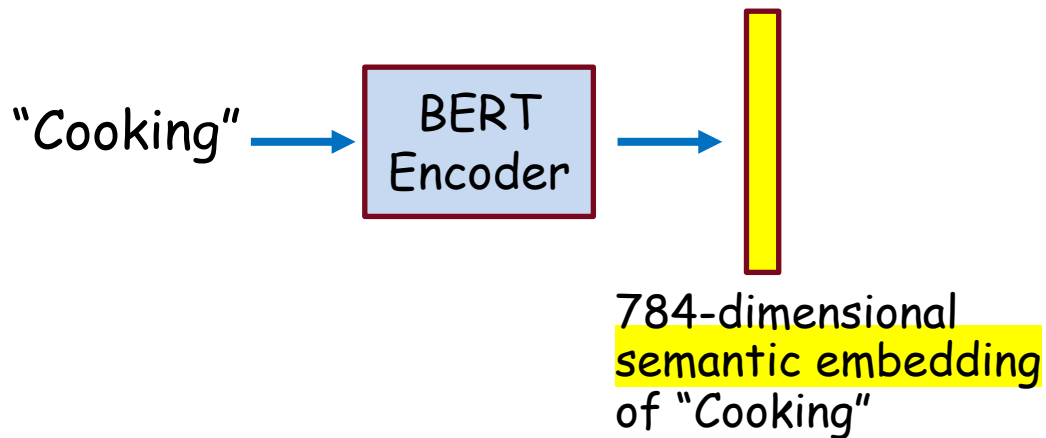 “Cooking”
BERT
Encoder
784-dimensional
semantic embedding
of “Cooking”